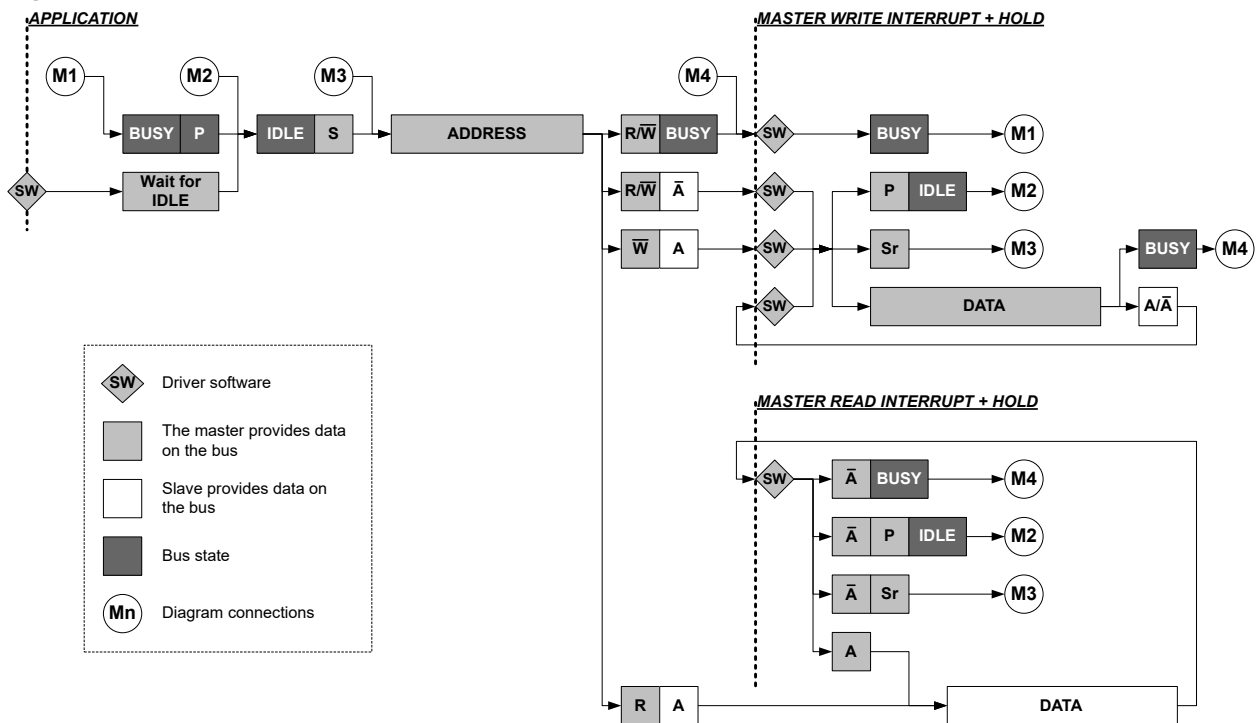 APPLICATION
MASTER WRITE INTERRUPT + HOLD
M1
M2
M3
M4
BUSY P
IDLE S
ADDRESS
R/W̅ BUSY
SW
BUSY
M1
SW
Wait for
IDLE
R/W̅ A̅
SW
P IDLE
M2
W̅ A
SW
Sr
M3
BUSY
M4
SW
DATA
A/A̅
SW Driver software
The master provides data
on the bus
Slave provides data on
the bus
Bus state
Mn Diagram connections
MASTER READ INTERRUPT + HOLD
SW
A̅ BUSY
M4
A̅ P IDLE
M2
A̅ Sr
M3
A
R A
DATA